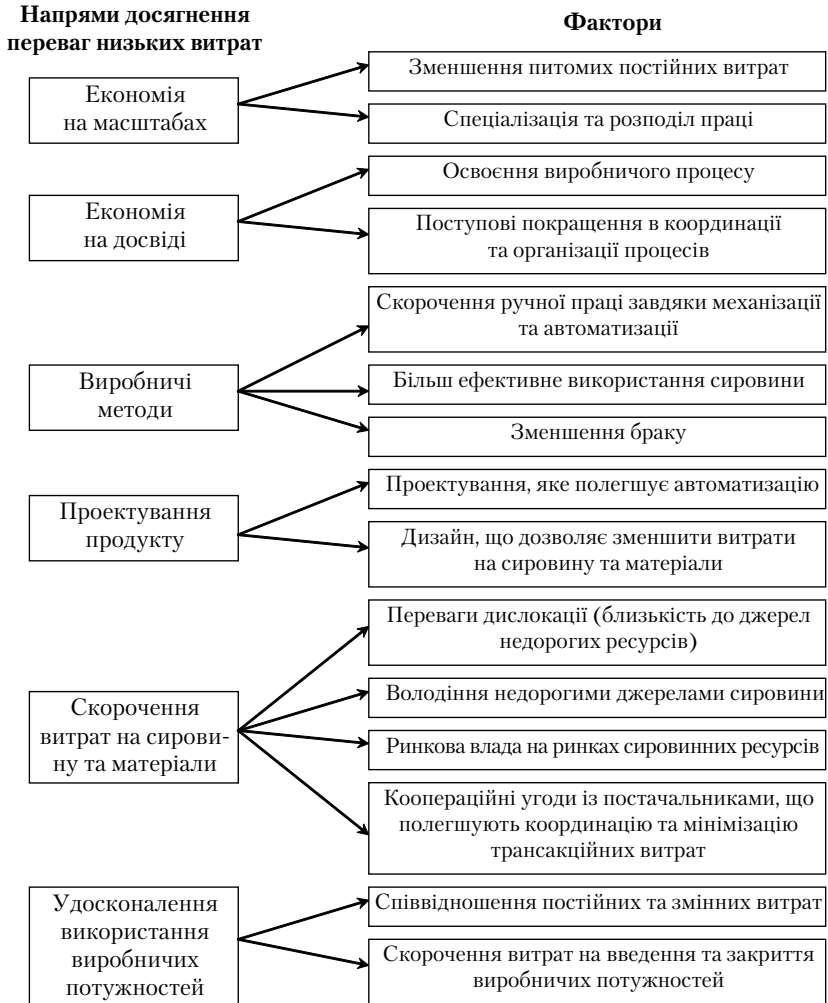 Напрями досягнення
переваг низьких витрат
Фактори
Економія
на масштабах
Зменшення питомих постійних витрат
Спеціалізація та розподіл праці
Економія
на досвіді
Освоєння виробничого процесу
Поступові покращення в координації
та організації процесів
Виробничі
методи
Скорочення ручної праці завдяки механізації
та автоматизації
Більш ефективне використання сировини
Зменшення браку
Проектування
продукту
Проектування, яке полегшує автоматизацію
Дизайн, що дозволяє зменшити витрати
на сировину та матеріали
Скорочення
витрат на сирови-
ну та матеріали
Переваги дислокації (близькість до джерел
недорогих ресурсів)
Володіння недорогими джерелами сировини
Ринкова влада на ринках сировинних ресурсів
Коопераційні угоди із постачальниками, що
полегшують координацію та мінімізацію
трансакційних витрат
Удосконалення
використання
виробничих
потужностей
Співвідношення постійних та змінних витрат
Скорочення витрат на введення та закриття
виробничих потужностей